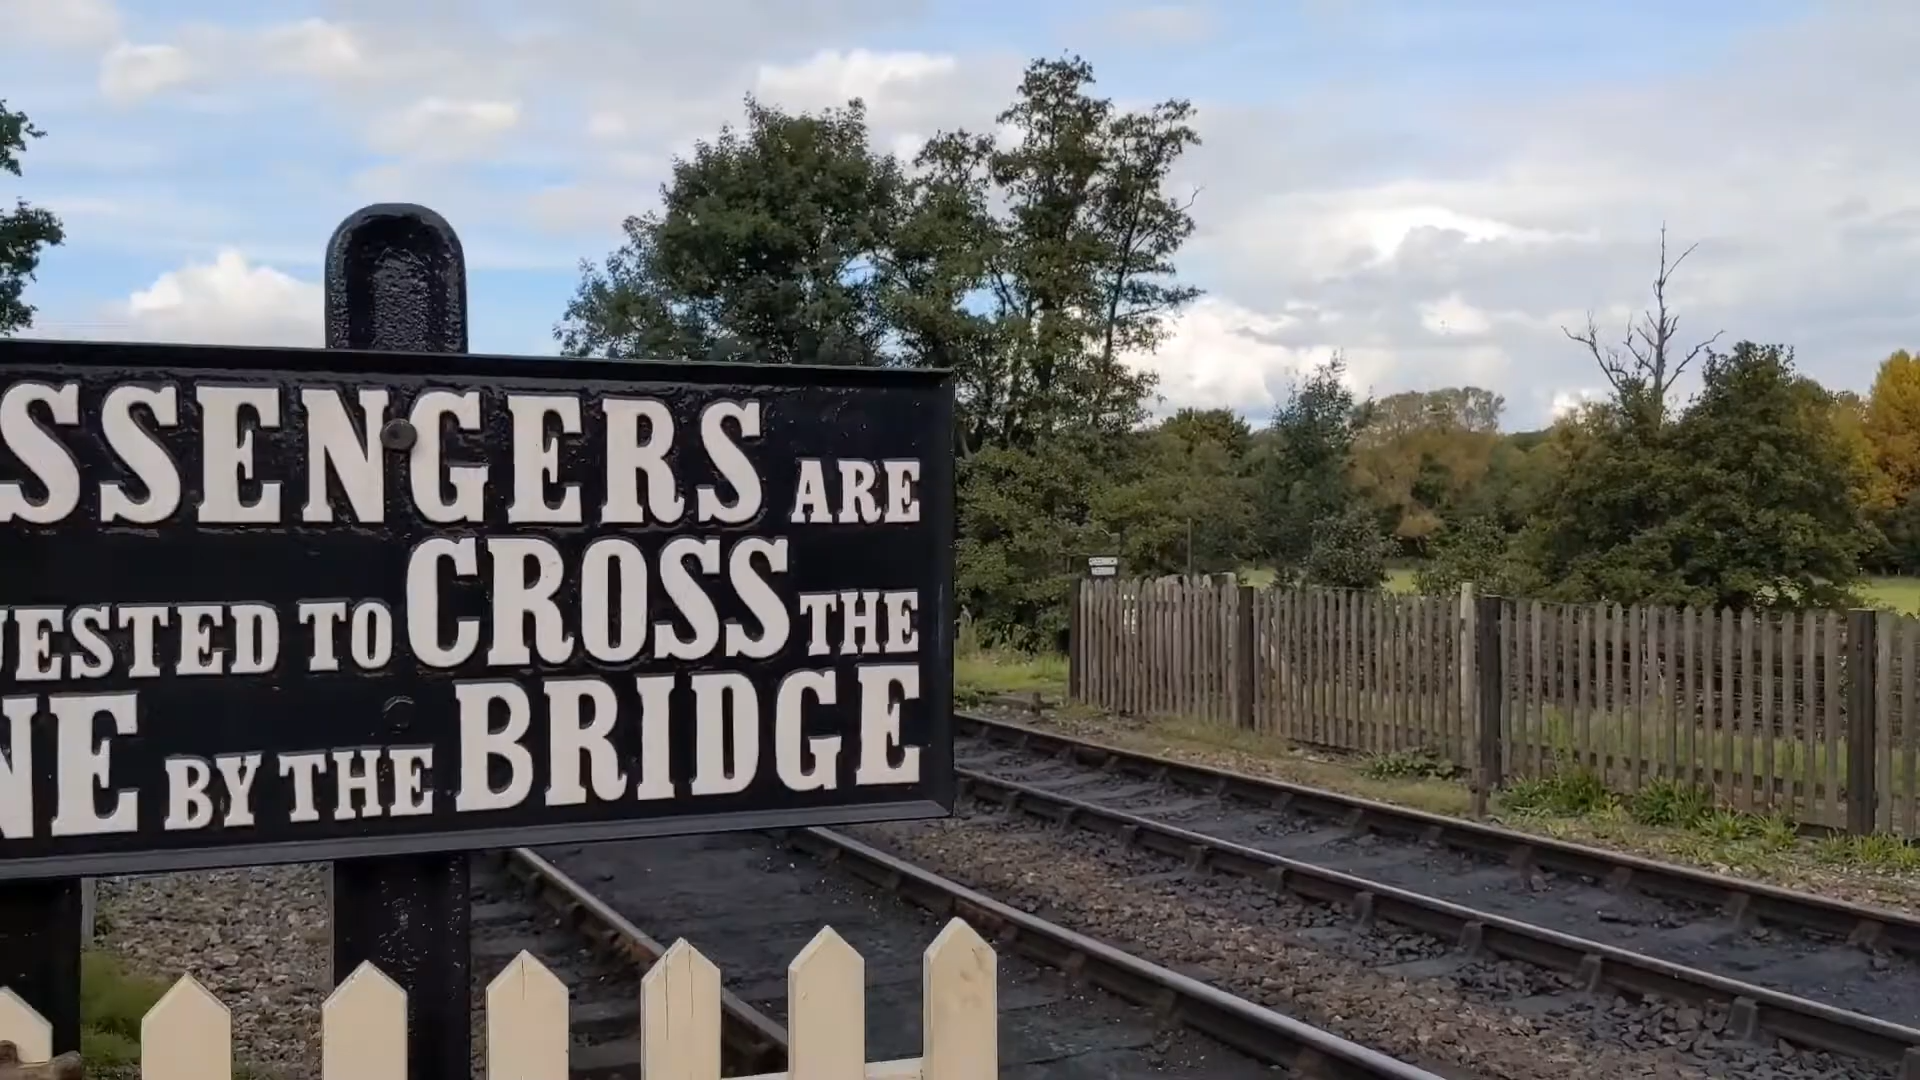 SSENGERS ARE
UESTED TO CROSS THE
NE BY THE BRIDGE